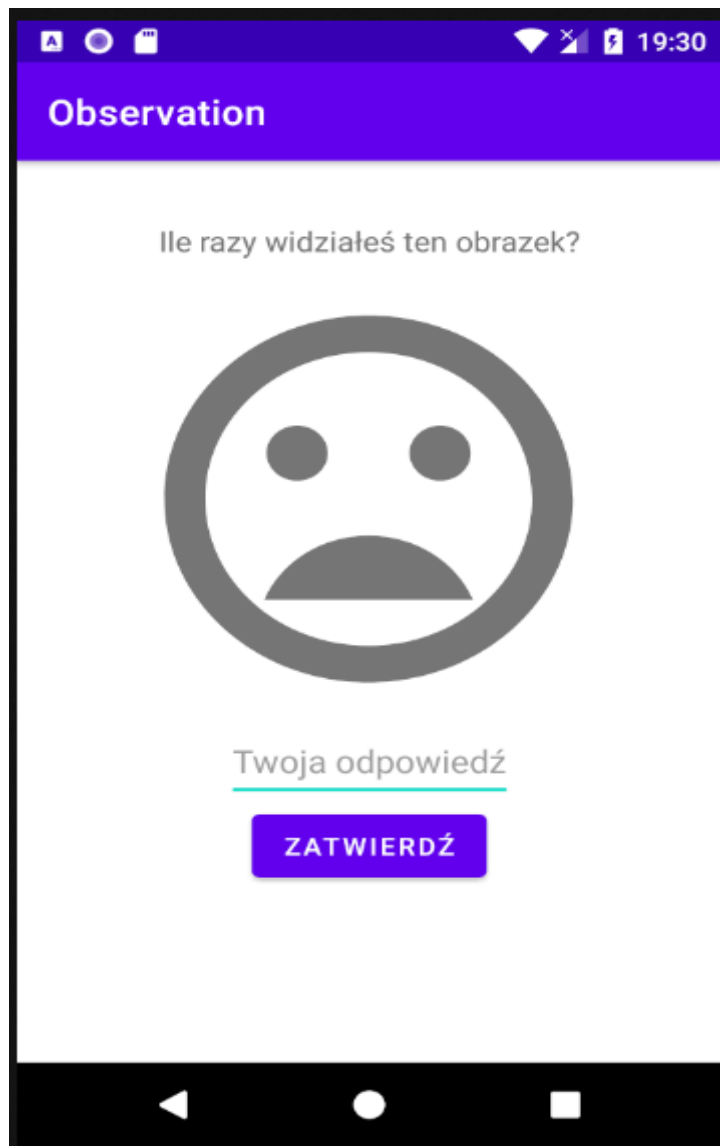 19:30
Observation
Ile razy widziałeś ten obrazek?
Twoja odpowiedź
ZATWIERDŹ